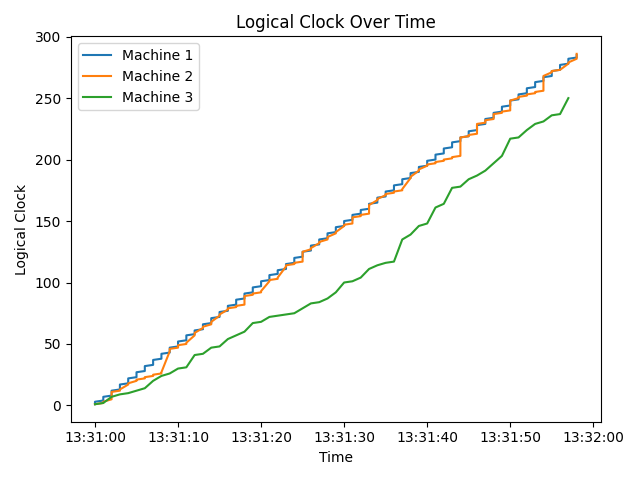 Logical Clock Over Time
Machine 1
Machine 2
Machine 3
Logical Clock
300
250
200
150
100
50
0
13:31:00 13:31:10 13:31:20 13:31:30 13:31:40 13:31:50 13:32:00
Time